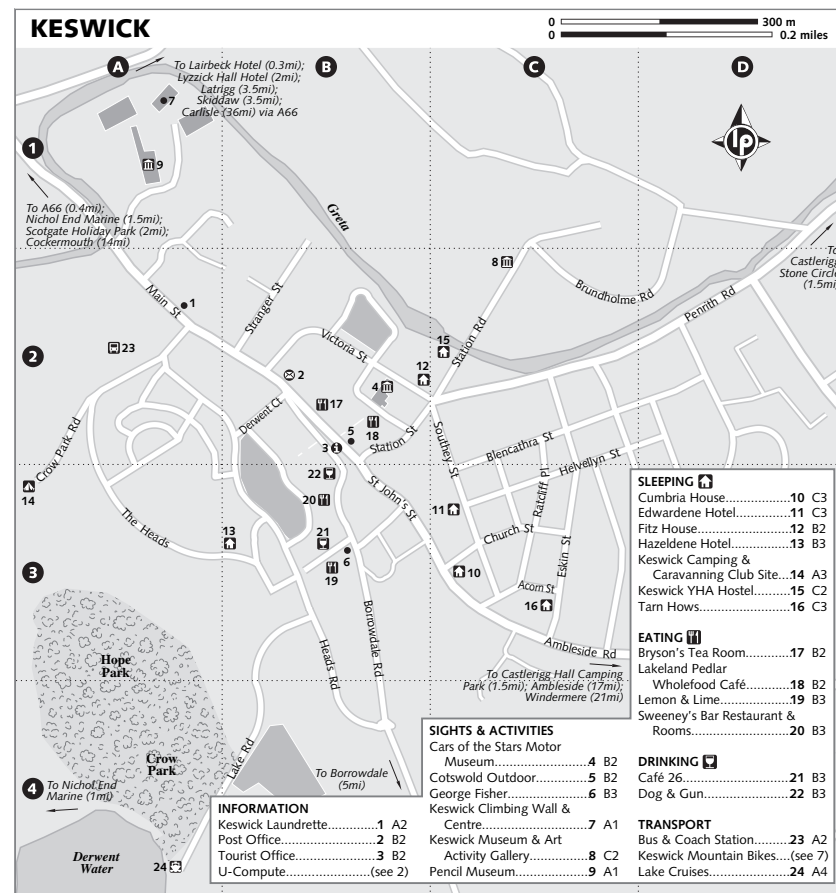 KESWICK
0 300 m
0 0.2 miles
A
B
C
D
To Lairbeck Hotel (0.3mi);
Lyzzick Hall Hotel (2mi);
Latrigg (3.5mi);
Skiddaw (3.5mi);
Carlisle (36mi) via A66
7
1
9
lp
To A66 (0.4mi);
Nichol End Marine (1.5mi);
Scotgate Holiday Park (2mi);
Cockermouth (14mi)
Greta
To
Castlerigg
Stone Circle
(1.5mi)
8
Brundholme Rd
Penrith Rd
Main St
1
Stranger St
Station Rd
2
23
Victoria St
15
12
2
4
17
18
Derwent Ct
5
3
Station St
Southey St
Blencathra St
Helvellyn St
Crow Park Rd
14
22
20
St John's St
11
Ratcliff Pl
The Heads
13
21
6
19
Church St
Eskin St
10
Acorn St
16
3
Borrowdale Rd
Heads Rd
Ambleside Rd
Hope
Park
To Castlerigg Hall Camping
Park (1.5mi); Ambleside (17mi);
Windermere (21mi)
Crow
Park
Lake Rd
4
To Nichol End
Marine (1mi)
To Borrowdale
(5mi)
Derwent
Water
24
INFORMATION
Keswick Laundrette..............1 A2
Post Office..............2 B2
Tourist Office..............3 B2
U-Compute..............(see 2)
SIGHTS & ACTIVITIES
Cars of the Stars Motor
Museum..............4 B2
Cotswold Outdoor..............5 B2
George Fisher..............6 B3
Keswick Climbing Wall &
Centre..............7 A1
Keswick Museum & Art
Activity Gallery..............8 C2
Pencil Museum..............9 A1
SLEEPING
Cumbria House..............10 C3
Edwardene Hotel..............11 C3
Fitz House..............12 B2
Hazeldene Hotel..............13 B3
Keswick Camping &
Caravanning Club Site...14 A3
Keswick YHA Hostel..............15 C2
Tarn Hows..............16 C3
EATING
Bryson's Tea Room..............17 B2
Lakeland Pedlar
Wholefood Café..............18 B2
Lemon & Lime..............19 B3
Sweeney's Bar Restaurant &
Rooms..............20 B3
DRINKING
Café 26..............21 B3
Dog & Gun..............22 B3
TRANSPORT
Bus & Coach Station..............23 A2
Keswick Mountain Bikes....(see 7)
Lake Cruises..............24 A4